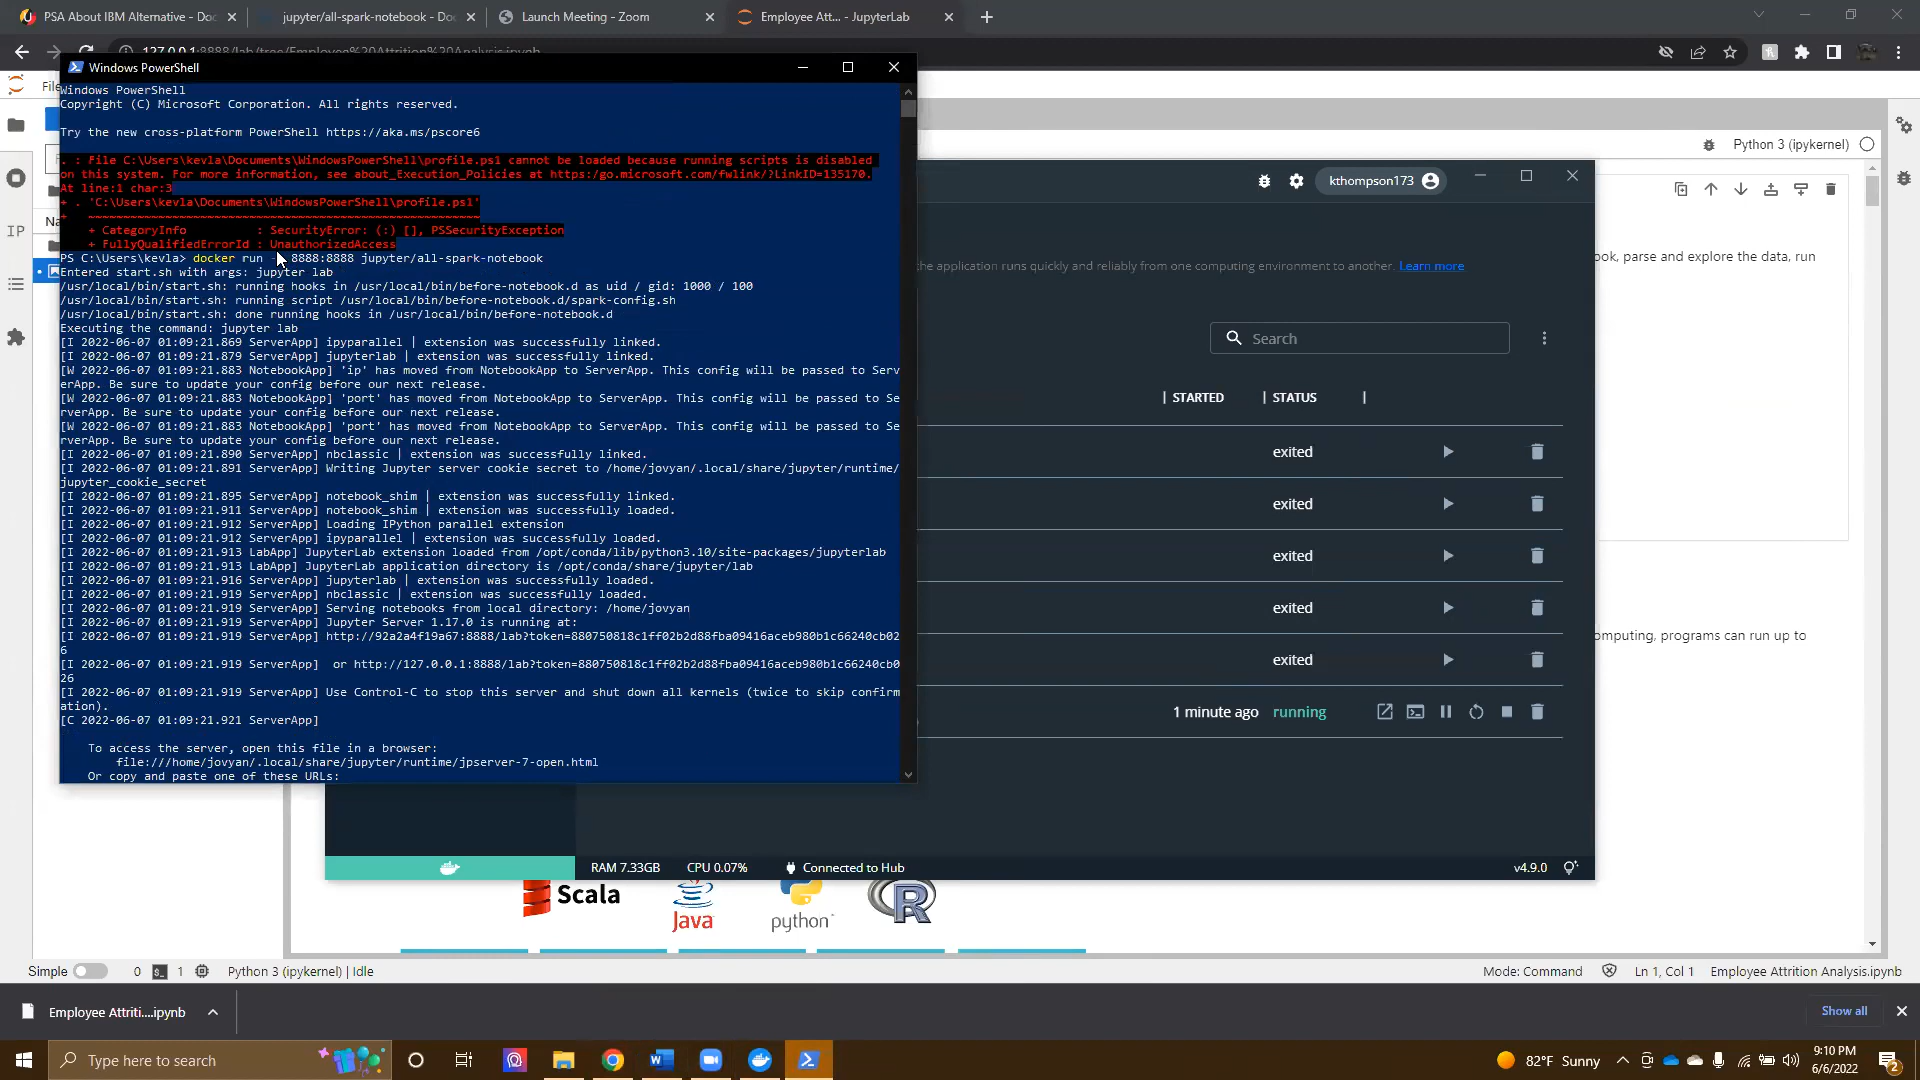 PSA About IBM Alternative - Doc
jupyter/all-spark-notebook - Doc
Launch Meeting - Zoom
Employee Att... - JupyterLab
Windows PowerShell
Windows PowerShell
Copyright (C) Microsoft Corporation. All rights reserved.
Try the new cross-platform PowerShell https://aka.ms/pscore6
. : File C:\Users\kevla\Documents\WindowsPowerShell\profile.ps1 cannot be loaded because running scripts is disabled
on this system. For more information, see about_Execution_Policies at https:/go.microsoft.com/fwlink/?LinkID=135170.
At line:1 char:3
+ . 'C:\Users\kevla\Documents\WindowsPowerShell\profile.ps1'
+ ~~~~~~~~~~~~~~~~~~~~~~~~~~~~~~~~~~~~~~~~~~~~~~~~~~~~~~~~
+ CategoryInfo : SecurityError: (:) [], PSSecurityException
+ FullyQualifiedErrorId : UnauthorizedAccess
PS C:\Users\kevla> docker run 8888:8888 jupyter/all-spark-notebook
Entered start.sh with args: jupyter lab
/usr/local/bin/start.sh: running hooks in /usr/local/bin/before-notebook.d as uid / gid: 1000 / 100
/usr/local/bin/start.sh: running script /usr/local/bin/before-notebook.d/spark-config.sh
/usr/local/bin/start.sh: done running hooks in /usr/local/bin/before-notebook.d
Executing the command: jupyter lab
[I 2022-06-07 01:09:21.869 ServerApp] ipyparallel | extension was successfully linked.
[I 2022-06-07 01:09:21.879 ServerApp] jupyterlab | extension was successfully linked.
[W 2022-06-07 01:09:21.883 NotebookApp] 'ip' has moved from NotebookApp to ServerApp. This config will be passed to Serv
erApp. Be sure to update your config before our next release.
[W 2022-06-07 01:09:21.883 NotebookApp] 'port' has moved from NotebookApp to ServerApp. This config will be passed to Se
rverApp. Be sure to update your config before our next release.
[W 2022-06-07 01:09:21.883 NotebookApp] 'port' has moved from NotebookApp to ServerApp. This config will be passed to Se
rverApp. Be sure to update your config before our next release.
[I 2022-06-07 01:09:21.890 ServerApp] nbclassic | extension was successfully linked.
[I 2022-06-07 01:09:21.891 ServerApp] Writing Jupyter server cookie secret to /home/jovyan/.local/share/jupyter/runtime/
jupyter_cookie_secret
[I 2022-06-07 01:09:21.895 ServerApp] notebook_shim | extension was successfully linked.
[I 2022-06-07 01:09:21.911 ServerApp] notebook_shim | extension was successfully loaded.
[I 2022-06-07 01:09:21.912 ServerApp] Loading IPython parallel extension
[I 2022-06-07 01:09:21.912 ServerApp] ipyparallel | extension was successfully loaded.
[I 2022-06-07 01:09:21.913 LabApp] JupyterLab extension loaded from /opt/conda/lib/python3.10/site-packages/jupyterlab
[I 2022-06-07 01:09:21.913 LabApp] JupyterLab application directory is /opt/conda/share/jupyter/lab
[I 2022-06-07 01:09:21.916 ServerApp] jupyterlab | extension was successfully loaded.
[I 2022-06-07 01:09:21.919 ServerApp] nbclassic | extension was successfully loaded.
[I 2022-06-07 01:09:21.919 ServerApp] Serving notebooks from local directory: /home/jovyan
[I 2022-06-07 01:09:21.919 ServerApp] Jupyter Server 1.17.0 is running at:
[I 2022-06-07 01:09:21.919 ServerApp] http://92a2a4f19a67:8888/lab?token=880750818c1ff02b2d88fba09416aceb980b1c66240cb02
6
[I 2022-06-07 01:09:21.919 ServerApp]  or http://127.0.0.1:8888/lab?token=880750818c1ff02b2d88fba09416aceb980b1c66240cb0
26
[I 2022-06-07 01:09:21.919 ServerApp] Use Control-C to stop this server and shut down all kernels (twice to skip confirm
ation).
[C 2022-06-07 01:09:21.921 ServerApp]
To access the server, open this file in a browser:
file:///home/jovyan/.local/share/jupyter/runtime/jpserver-7-open.html
Or copy and paste one of these URLs:
Python 3 (ipykernel)
kthompson173
the application runs quickly and reliably from one computing environment to another. Learn more
ook, parse and explore the data, run
Search
STARTED
STATUS
exited
exited
exited
exited
exited
1 minute ago running
omputing, programs can run up to
RAM 7.33GB
CPU 0.07%
Connected to Hub
v4.9.0
Scala
Java
python
R
Simple
0
1
Python 3 (ipykernel) | Idle
Mode: Command
Ln 1, Col 1
Employee Attrition Analysis.ipynb
Employee Attriti....ipynb
Show all
Type here to search
82°F Sunny
9:10 PM
6/6/2022
2